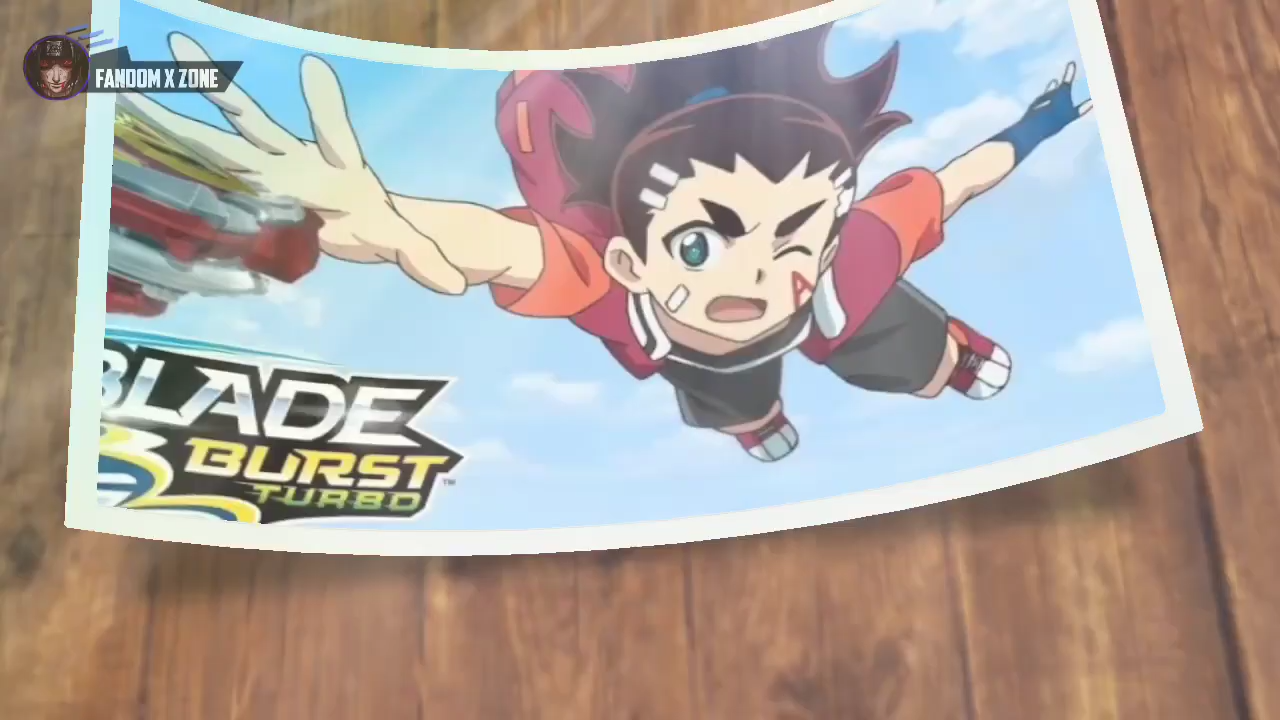 FANDOM X ZONE
BLADE
BURST
TURBO
A